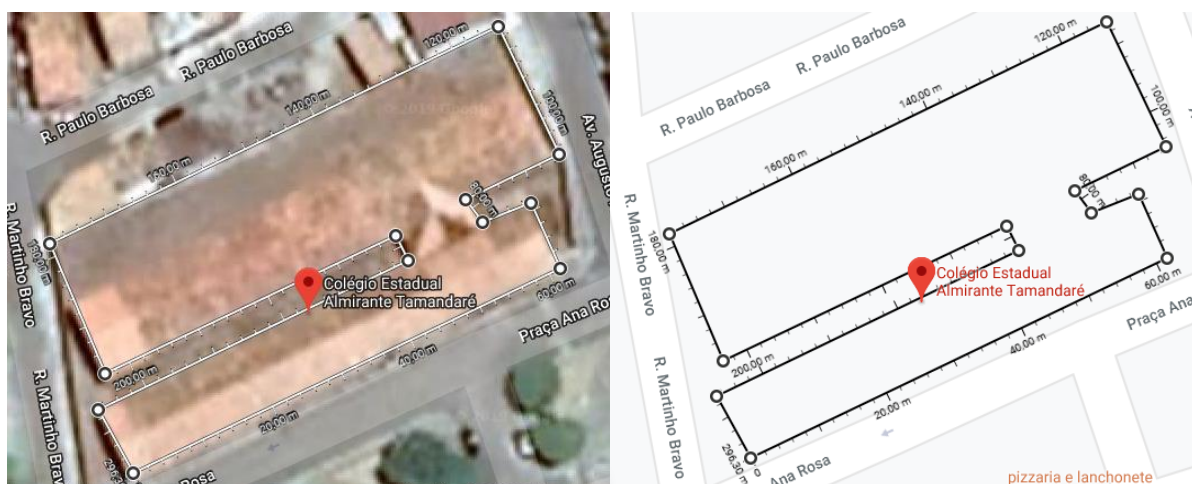 R. Paulo Barbosa
R. Paulo Barbosa
120,00 m
140,00 m
160,00 m
100,00 m
Av. Augusto
80,00 m
180,00 m
R. Martinho Bravo
Colégio Estadual
Almirante Tamandaré
60,00 m
Praça Ana Ros
200,00 m
40,00 m
20,00 m
R. Martinho Bravo
296,30 m
Rosa
R. Paulo Barbosa
R. Paulo Barbosa
120,00 m
140,00 m
160,00 m
100,00 m
80,00 m
180,00 m
R. Martinho Bravo
Colégio Estadual
Almirante Tamandaré
60,00 m
Praça Ana
200,00 m
40,00 m
20,00 m
R. Martinho Bravo
296,30 m
0
Ana Rosa
pizzaria e lanchonete